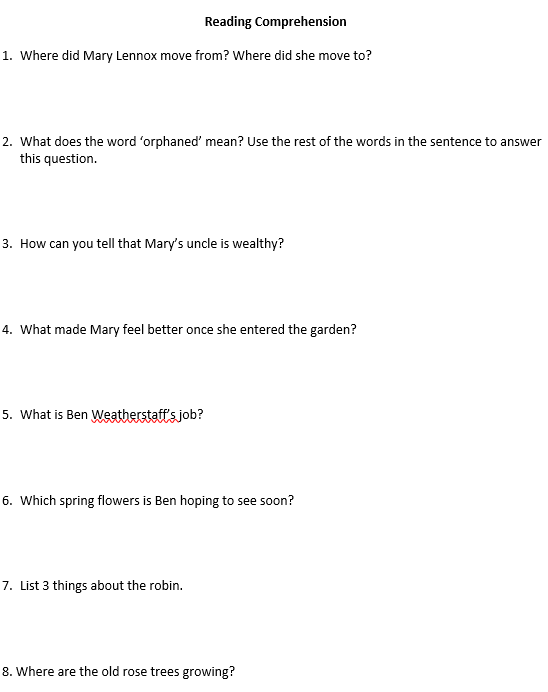 Reading Comprehension
1. Where did Mary Lennox move from? Where did she move to?
2. What does the word ‘orphaned’ mean? Use the rest of the words in the sentence to answer
this question.
3. How can you tell that Mary’s uncle is wealthy?
4. What made Mary feel better once she entered the garden?
5. What is Ben Weatherstaff’s job?
6. Which spring flowers is Ben hoping to see soon?
7. List 3 things about the robin.
8. Where are the old rose trees growing?